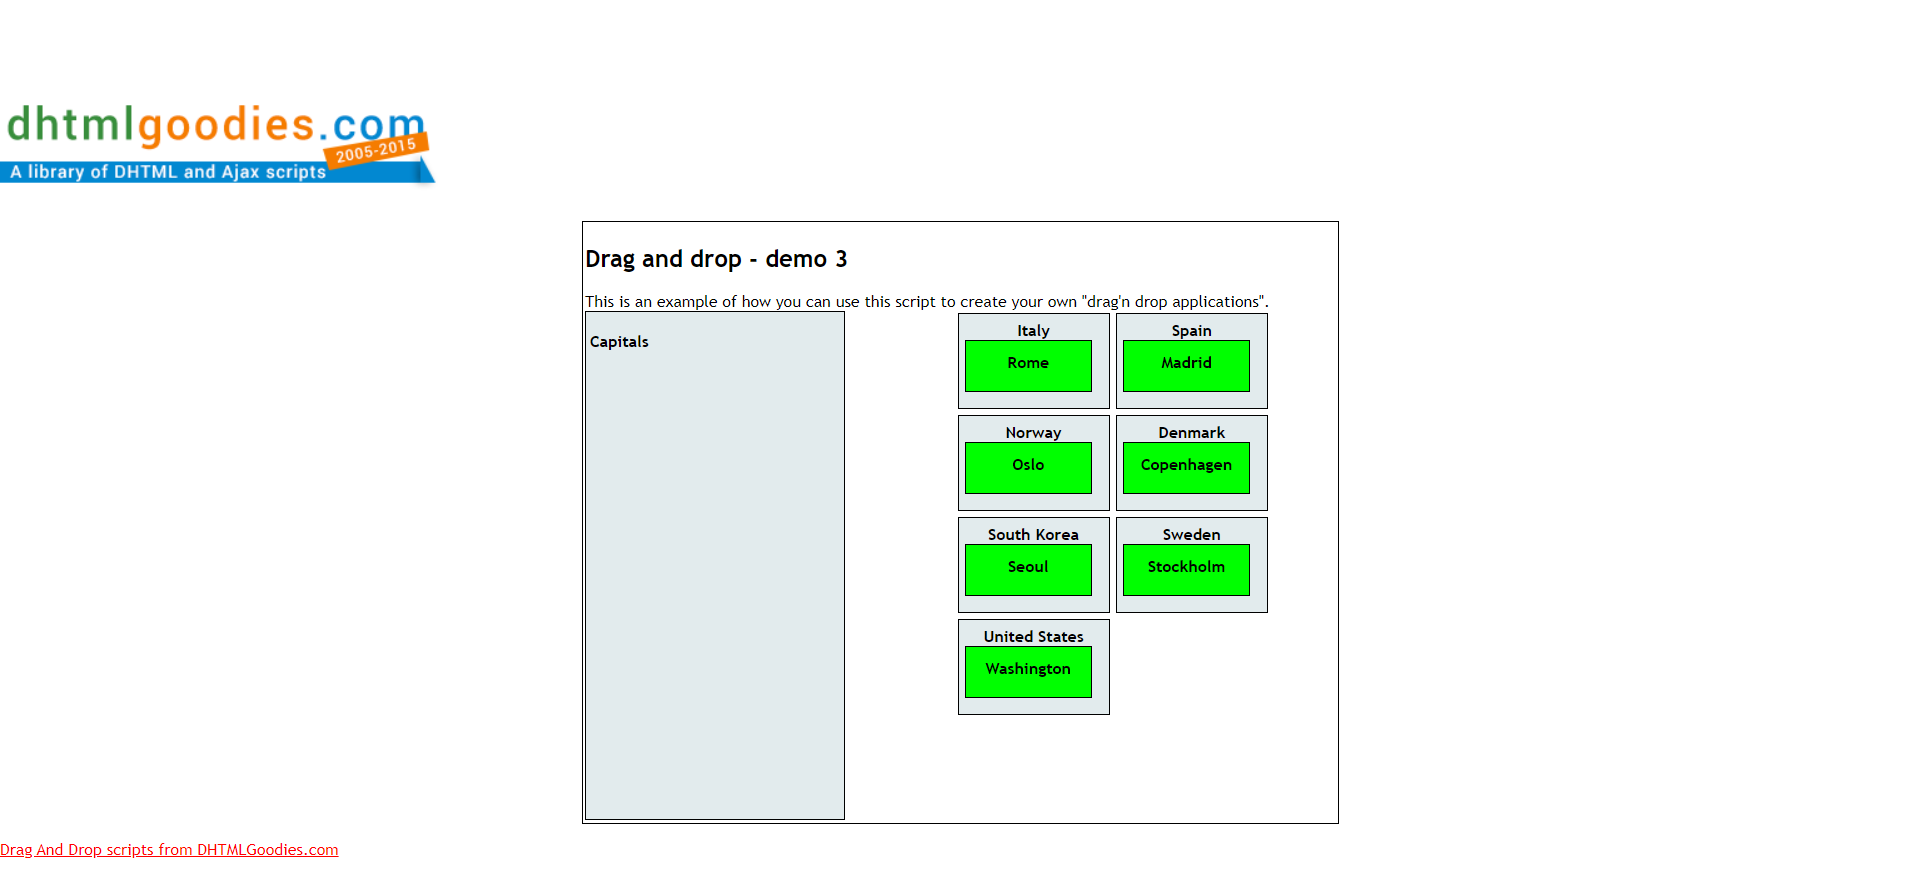 dhtmlgoodies.com
2005-2015
A library of DHTML and Ajax scripts
Drag and drop - demo 3
This is an example of how you can use this script to create your own "drag'n drop applications".
Capitals
Italy
Rome
Spain
Madrid
Norway
Oslo
Denmark
Copenhagen
South Korea
Seoul
Sweden
Stockholm
United States
Washington
Drag And Drop scripts from DHTMLGoodies.com